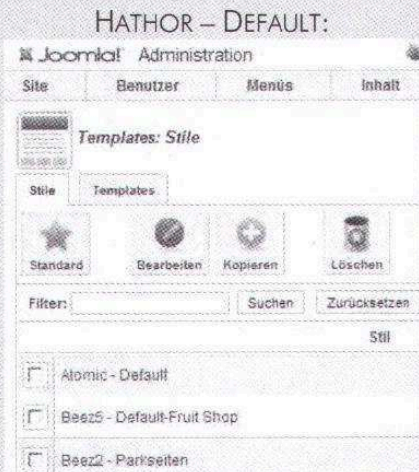 HATHOR – DEFAULT:
Joomla! Administration
Site Benutzer Menüs Inhalt
Templates: Stile
Stile Templates
Standard Bearbeiten Kopieren Löschen
Filter: Suchen Zurücksetzen
Stil
Atomic - Default
Beez5 - Default-Fruit Shop
Beez2 - Parkseiten